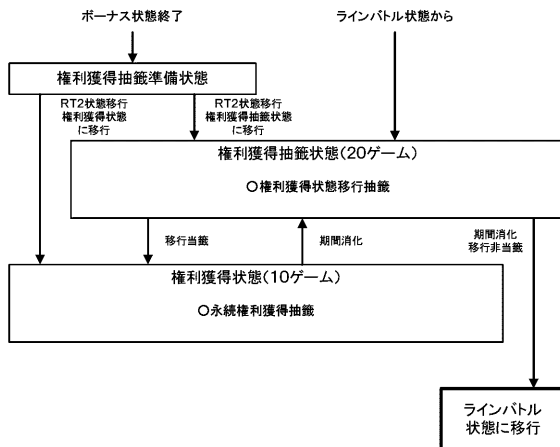 ボーナス状態終了
ラインバトル状態から
権利獲得抽籤準備状態
RT2状態移行
権利獲得状態
に移行
RT2状態移行
権利獲得抽籤状態
に移行
権利獲得抽籤状態(20ゲーム)
○権利獲得状態移行抽籤
移行当籤
期間消化
期間消化
移行非当籤
権利獲得状態(10ゲーム)
○永続権利獲得抽籤
ラインバトル
状態に移行